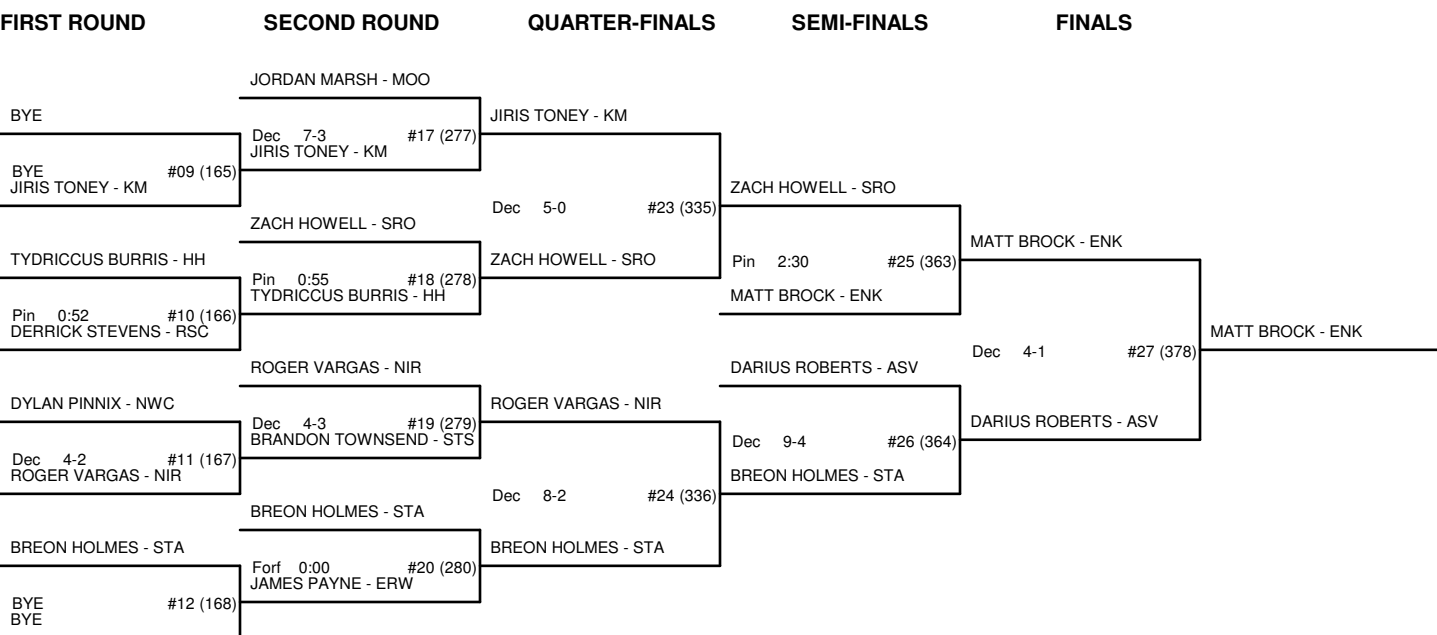 FIRST ROUND SECOND ROUND QUARTER-FINALS SEMI-FINALS FINALS
JORDAN MARSH - MOO
BYE JIRIS TONEY - KM
Dec 7-3 #17 (277)
JIRIS TONEY - KM
BYE #09 (165)
JIRIS TONEY - KM ZACH HOWELL - SRO
Dec 5-0 #23 (335)
ZACH HOWELL - SRO
MATT BROCK - ENK
TYDRICCUS BURRIS - HH ZACH HOWELL - SRO
Pin 2:30 #25 (363)
Pin 0:55 #18 (278)
TYDRICCUS BURRIS - HH MATT BROCK - ENK
Pin 0:52 #10 (166)
DERRICK STEVENS - RSC MATT BROCK - ENK
Dec 4-1 #27 (378)
ROGER VARGAS - NIR DARIUS ROBERTS - ASV
DYLAN PINNIX - NWC ROGER VARGAS - NIR
DARIUS ROBERTS - ASV
Dec 4-3 #19 (279)
BRANDON TOWNSEND - STS Dec 9-4 #26 (364)
Dec 4-2 #11 (167)
ROGER VARGAS - NIR BREON HOLMES - STA
Dec 8-2 #24 (336)
BREON HOLMES - STA
BREON HOLMES - STA BREON HOLMES - STA
Forf 0:00 #20 (280)
JAMES PAYNE - ERW
BYE #12 (168)
BYE